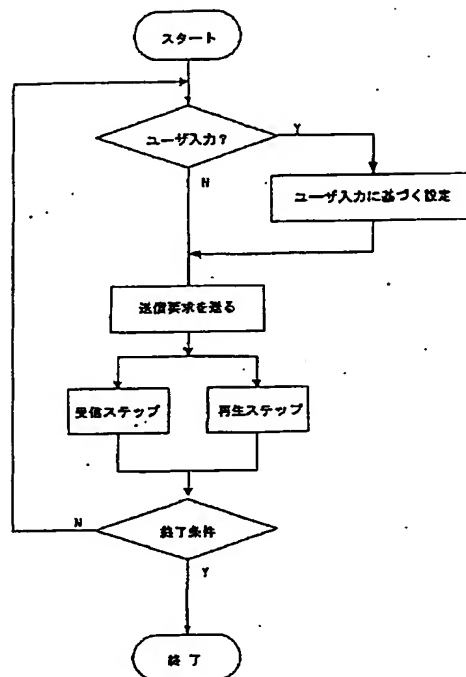 スタート
ユーザ入力?
Y
N
ユーザ入力に基づく設定
送信要求を送る
受信ステップ
再生ステップ
終了条件
N
Y
終了